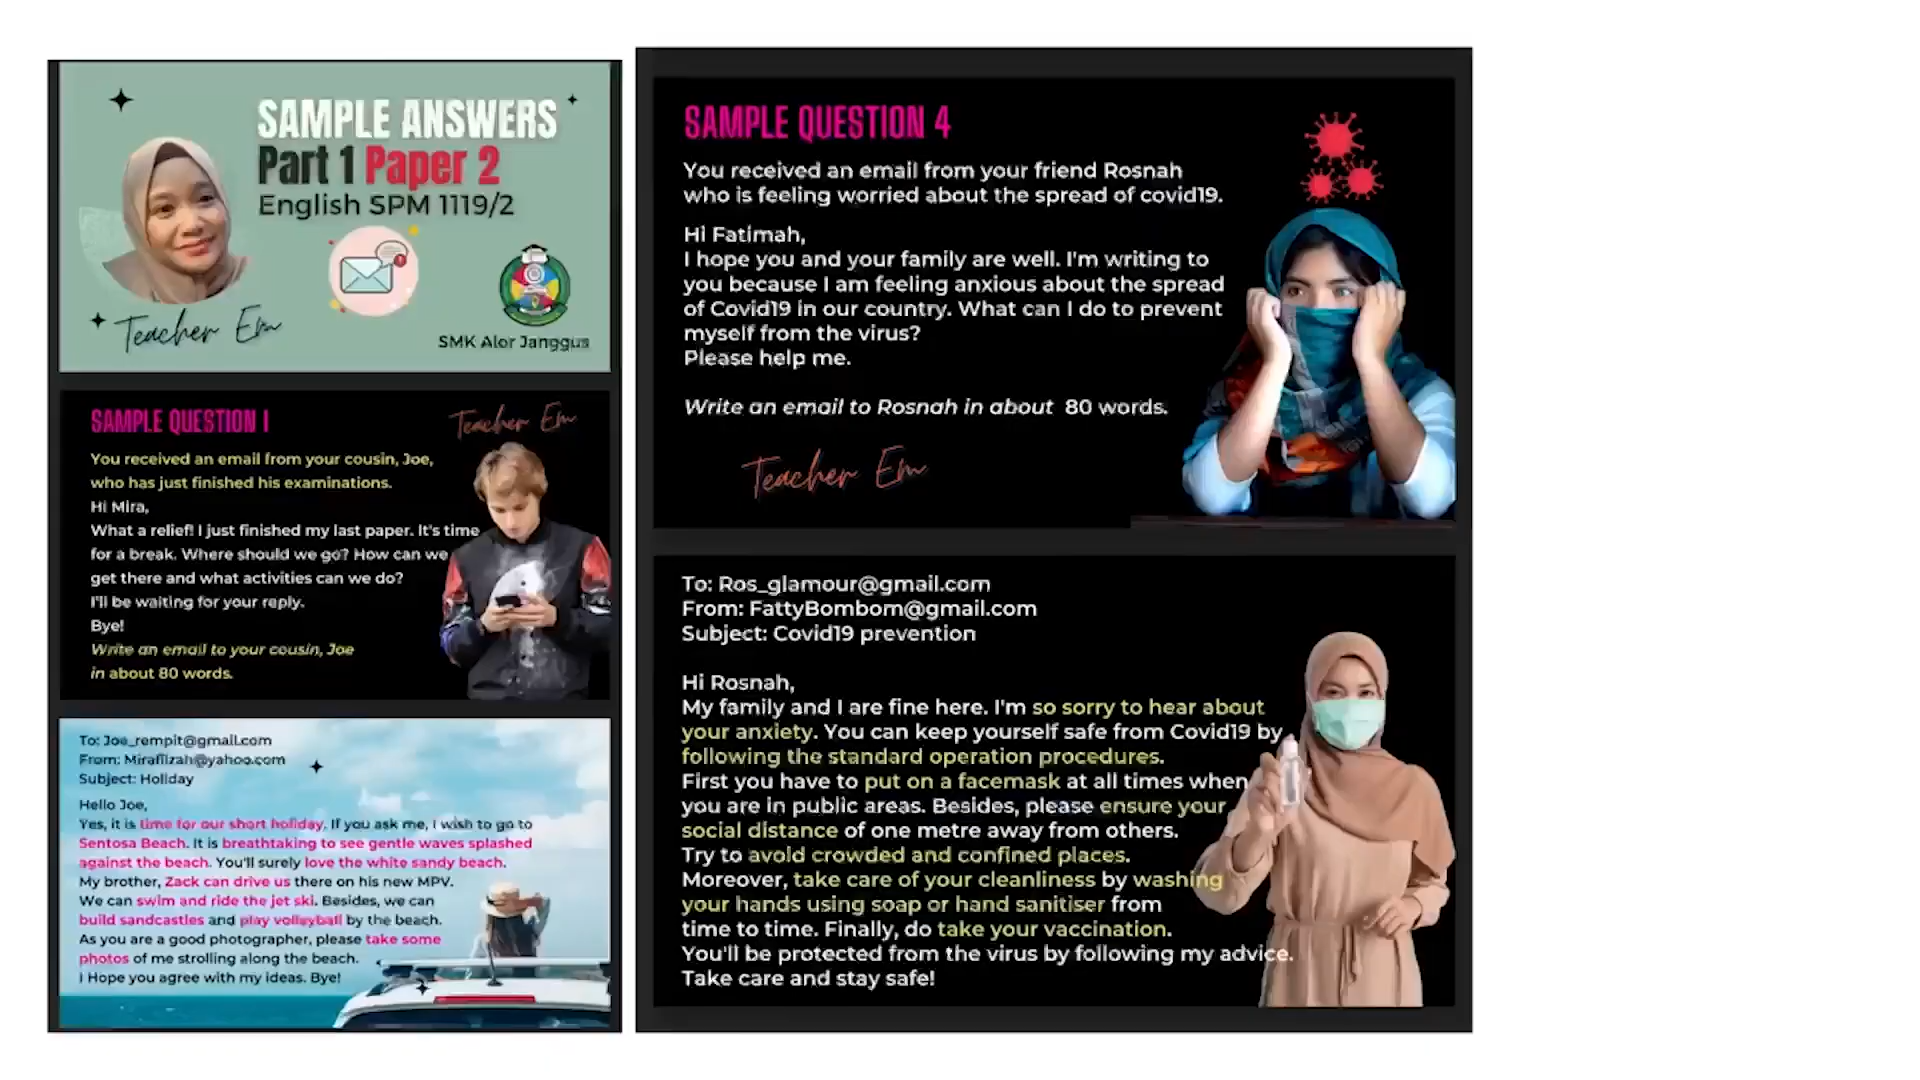 SAMPLE ANSWERS
Part 1 Paper 2
English SPM 1119/2
Teacher Em
SMK Alor Janggus
SAMPLE QUESTION 1
Teacher Em
You received an email from your cousin, Joe,
who has just finished his examinations.
Hi Mira,
What a relief! I just finished my last paper. It's time
for a break. Where should we go? How can we
get there and what activities can we do?
I'll be waiting for your reply.
Bye!
Write an email to your cousin, Joe
in about 80 words.
To: Joe_rempit@gmail.com
From: Mirafilzah@yahoo.com
Subject: Holiday
Hello Joe,
Yes, it is time for our short holiday. If you ask me, I wish to go to
Sentosa Beach. It is breathtaking to see gentle waves splashed
against the beach. You'll surely love the white sandy beach.
My brother, Zack can drive us there on his new MPV.
We can swim and ride the jet ski. Besides, we can
build sandcastles and play volleyball by the beach.
As you are a good photographer, please take some
photos of me strolling along the beach.
I Hope you agree with my ideas. Bye!
SAMPLE QUESTION 4
You received an email from your friend Rosnah
who is feeling worried about the spread of covid19.
Hi Fatimah,
I hope you and your family are well. I'm writing to
you because I am feeling anxious about the spread
of Covid19 in our country. What can I do to prevent
myself from the virus?
Please help me.
Write an email to Rosnah in about 80 words.
Teacher Em
To: Ros_glamour@gmail.com
From: FattyBombom@gmail.com
Subject: Covid19 prevention
Hi Rosnah,
My family and I are fine here. I'm so sorry to hear about
your anxiety. You can keep yourself safe from Covid19 by
following the standard operation procedures.
First you have to put on a facemask at all times when
you are in public areas. Besides, please ensure your
social distance of one metre away from others.
Try to avoid crowded and confined places.
Moreover, take care of your cleanliness by washing
your hands using soap or hand sanitiser from
time to time. Finally, do take your vaccination.
You'll be protected from the virus by following my advice.
Take care and stay safe!